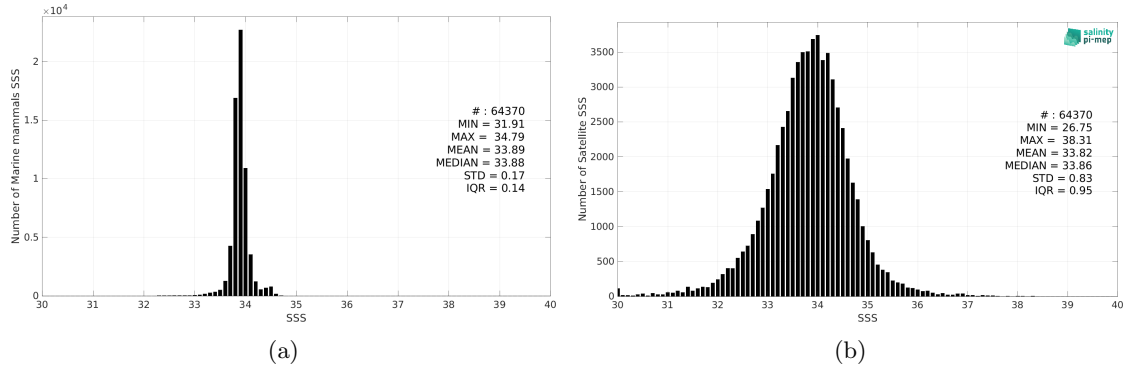 ×10⁴
2
1.5
1
0.5
0
Number of Marine mammals SSS
# : 64370
MIN = 31.91
MAX = 34.79
MEAN = 33.89
MEDIAN = 33.88
STD = 0.17
IQR = 0.14
30 31 32 33 34 35 36 37 38 39 40
SSS
(a)
salinity
pi-mep
3500
3000
2500
2000
1500
1000
500
0
Number of Satellite SSS
# : 64370
MIN = 26.75
MAX = 38.31
MEAN = 33.82
MEDIAN = 33.86
STD = 0.83
IQR = 0.95
30 31 32 33 34 35 36 37 38 39 40
SSS
(b)